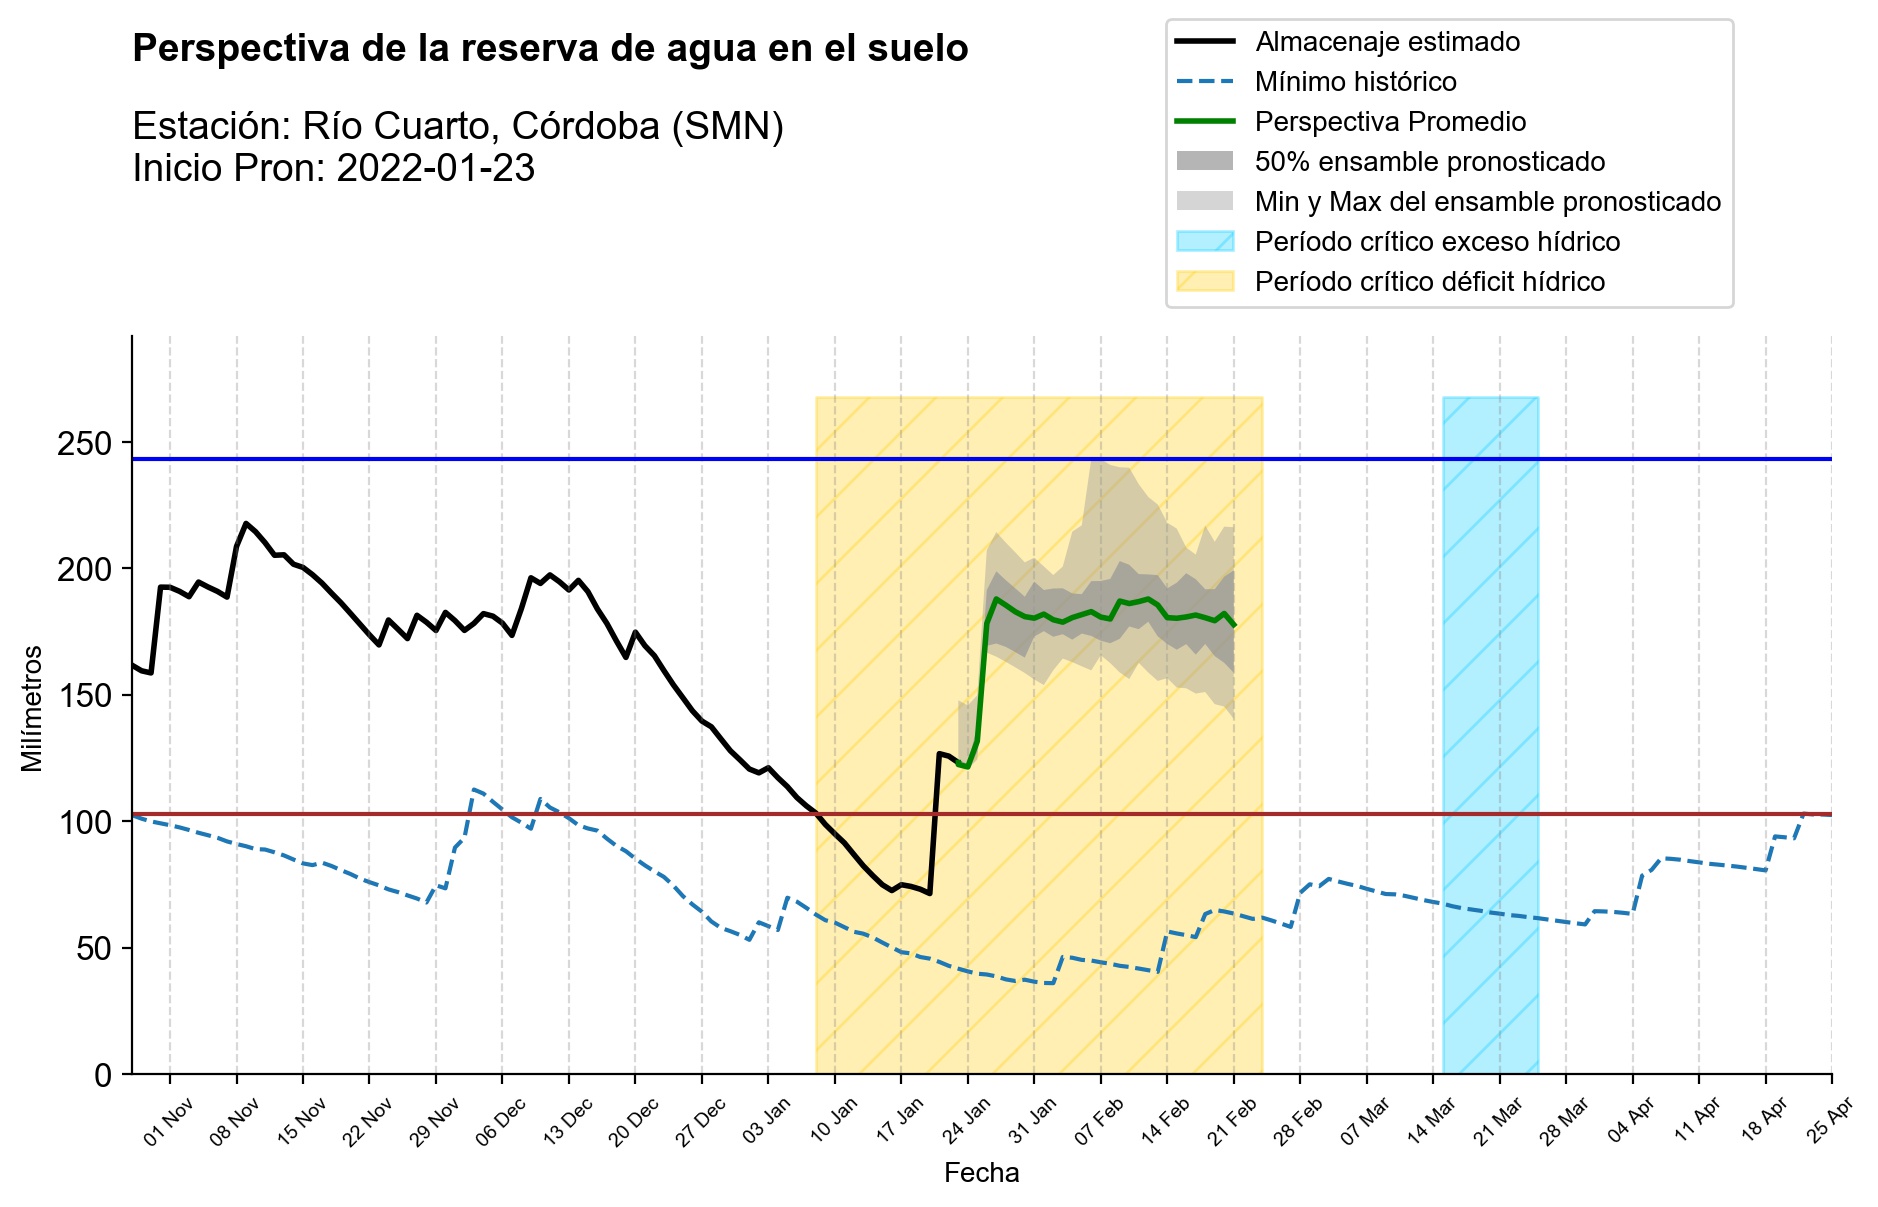 Perspectiva de la reserva de agua en el suelo
Estación: Río Cuarto, Córdoba (SMN)
Inicio Pron: 2022-01-23
Almacenaje estimado
Mínimo histórico
Perspectiva Promedio
50% ensamble pronosticado
Min y Max del ensamble pronosticado
Período crítico exceso hídrico
Período crítico déficit hídrico
Milímetros
250
200
150
100
50
0
01 Nov
08 Nov
15 Nov
22 Nov
29 Nov
06 Dec
13 Dec
20 Dec
27 Dec
03 Jan
10 Jan
17 Jan
24 Jan
31 Jan
07 Feb
14 Feb
21 Feb
28 Feb
07 Mar
14 Mar
21 Mar
28 Mar
04 Apr
11 Apr
18 Apr
25 Apr
Fecha